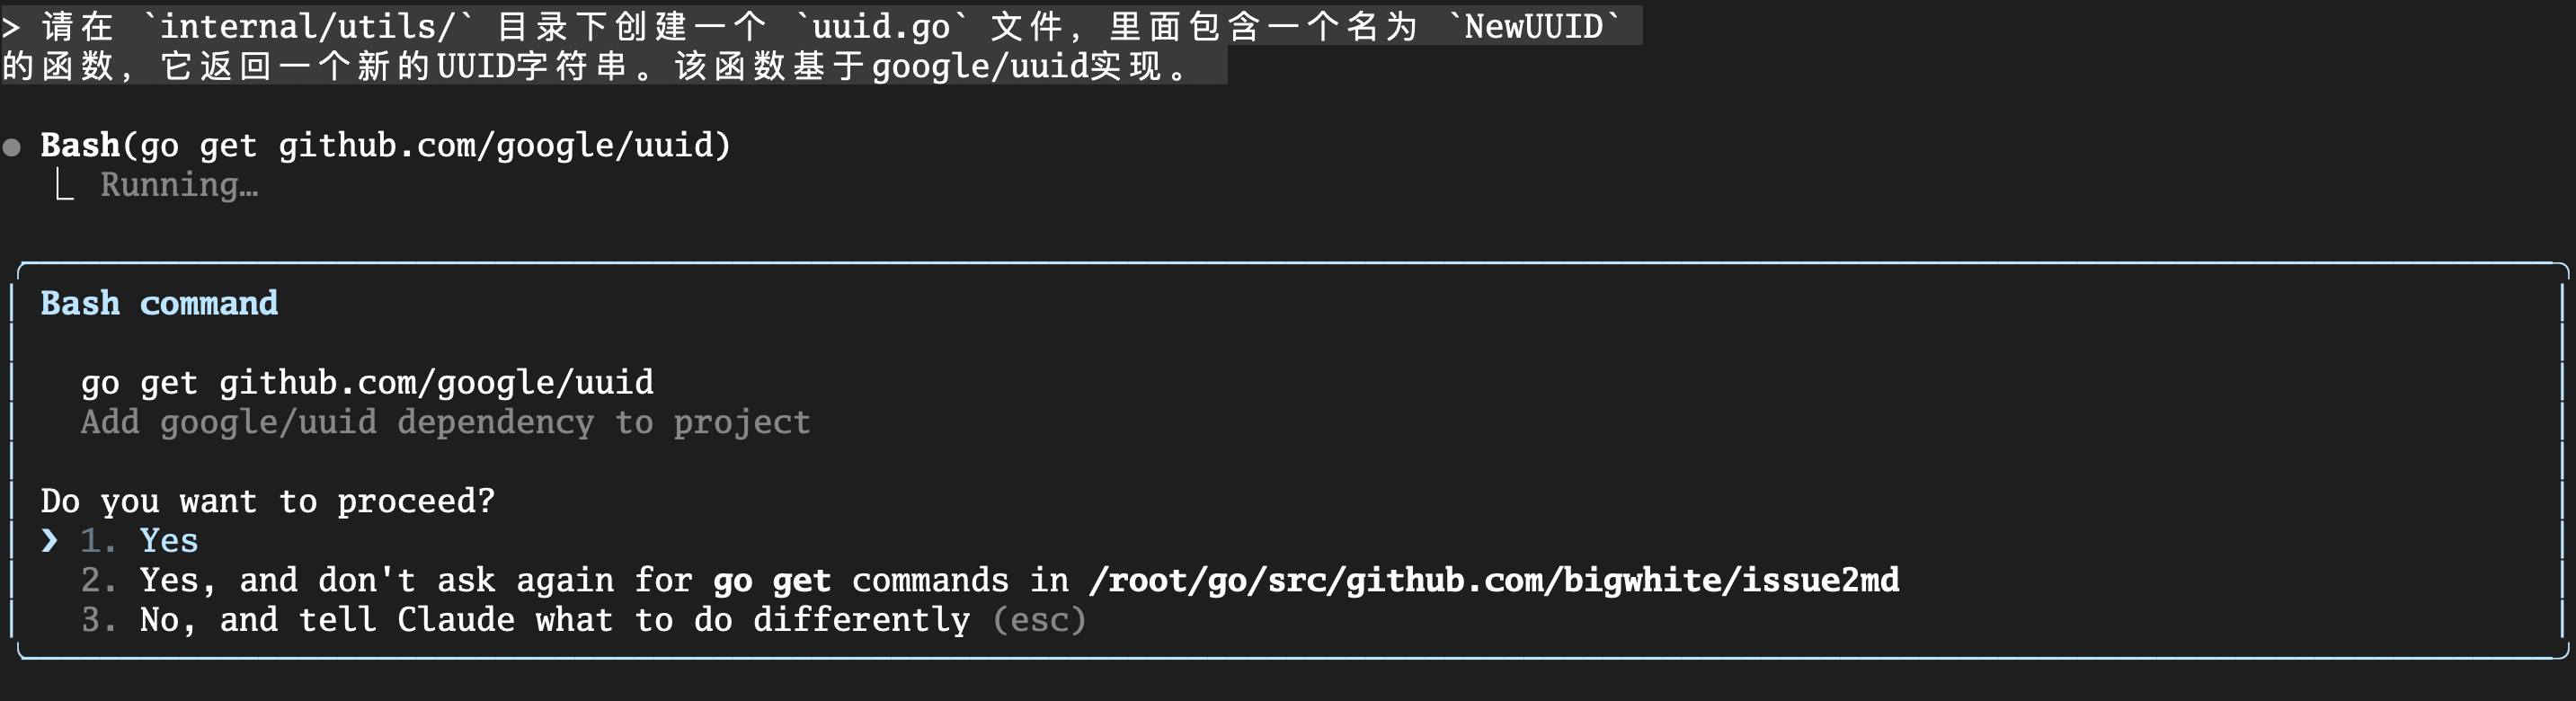 > 请在 `internal/utils/` 目录下创建一个 `uuid.go` 文件，里面包含一个名为 `NewUUID`
的函数，它返回一个新的UUID字符串。该函数基于google/uuid实现。
● Bash(go get github.com/google/uuid)
⎿ Running…
Bash command
go get github.com/google/uuid
Add google/uuid dependency to project
Do you want to proceed?
❯ 1. Yes
2. Yes, and don't ask again for go get commands in /root/go/src/github.com/bigwhite/issue2md
3. No, and tell Claude what to do differently (esc)